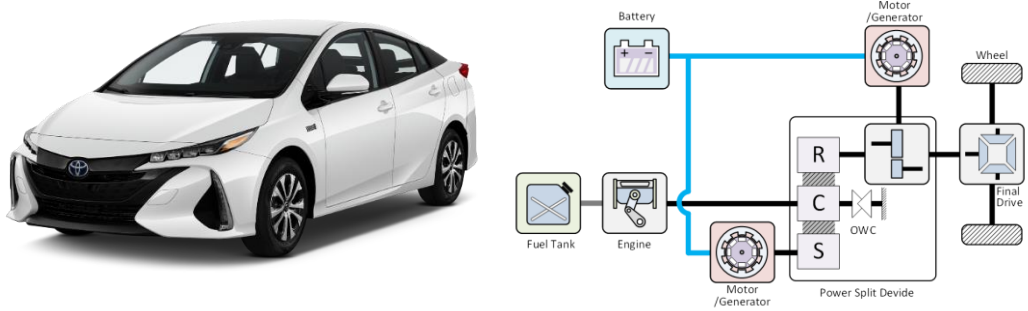 Battery
Motor
/Generator
Wheel
R
C
S
OWC
Final
Drive
Fuel Tank
Engine
Motor
/Generator
Power Split Devide